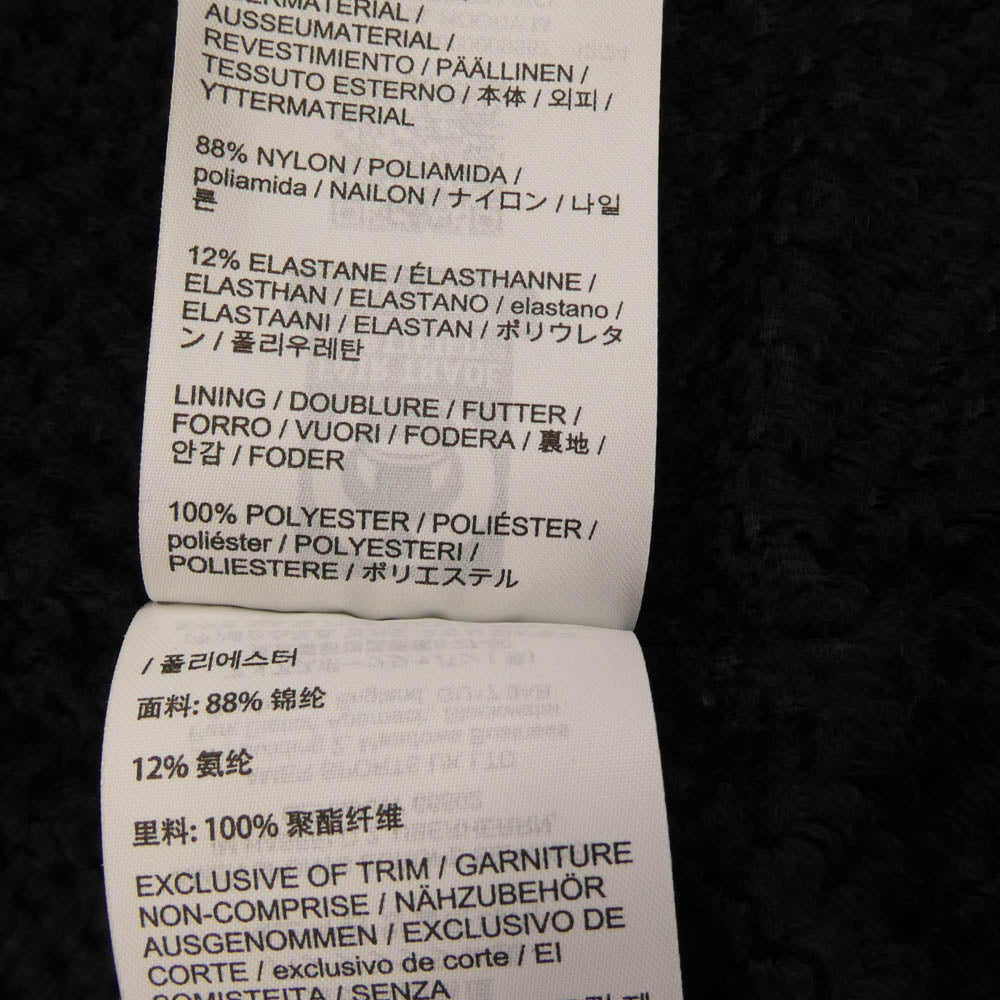 AUSSEUMATERIAL /
REVESTIMIENTO / PÄÄLLINEN /
TESSUTO ESTERNO / 本体 / 외피 /
YTTERMATERIAL
88% NYLON / POLIAMIDA /
poliamida / NAILON / ナイロン / 나일
론
12% ELASTANE / ÉLASTHANNE /
ELASTHAN / ELASTANO / elastano /
ELASTAANI / ELASTAN / ポリウレタ
ン / 폴리우레탄
LINING / DOUBLURE / FUTTER /
FORRO / VUORI / FODERA / 裏地 /
안감 / FODER
100% POLYESTER / POLIÉSTER /
poliéster / POLYESTERI /
POLIESTERE / ポリエステル
/ 폴리에스터
面料: 88% 锦纶
12% 氨纶
里料: 100% 聚酯纤维
EXCLUSIVE OF TRIM / GARNITURE
NON-COMPRISE / NÄHZUBEHÖR
AUSGENOMMEN / EXCLUSIVO DE
CORTE / exclusivo de corte / EI
SENZA